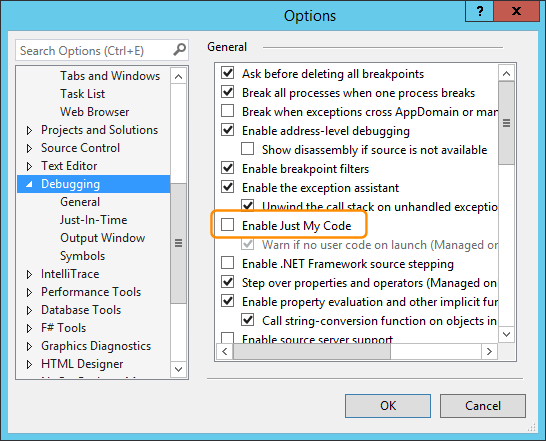 Options
?
Search Options (Ctrl+E)
Tabs and Windows
Task List
Web Browser
Projects and Solutions
Source Control
Text Editor
Debugging
General
Just-In-Time
Output Window
Symbols
IntelliTrace
Performance Tools
Database Tools
F# Tools
Graphics Diagnostics
HTML Designer
General
Ask before deleting all breakpoints
Break all processes when one process breaks
Break when exceptions cross AppDomain or man
Enable address-level debugging
Show disassembly if source is not available
Enable breakpoint filters
Enable the exception assistant
Unwind the call stack on unhandled exceptio
Enable Just My Code
Warn if no user code on launch (Managed on
Enable .NET Framework source stepping
Step over properties and operators (Managed on
Enable property evaluation and other implicit fun
Call string-conversion function on objects in
Enable source server support
OK
Cancel